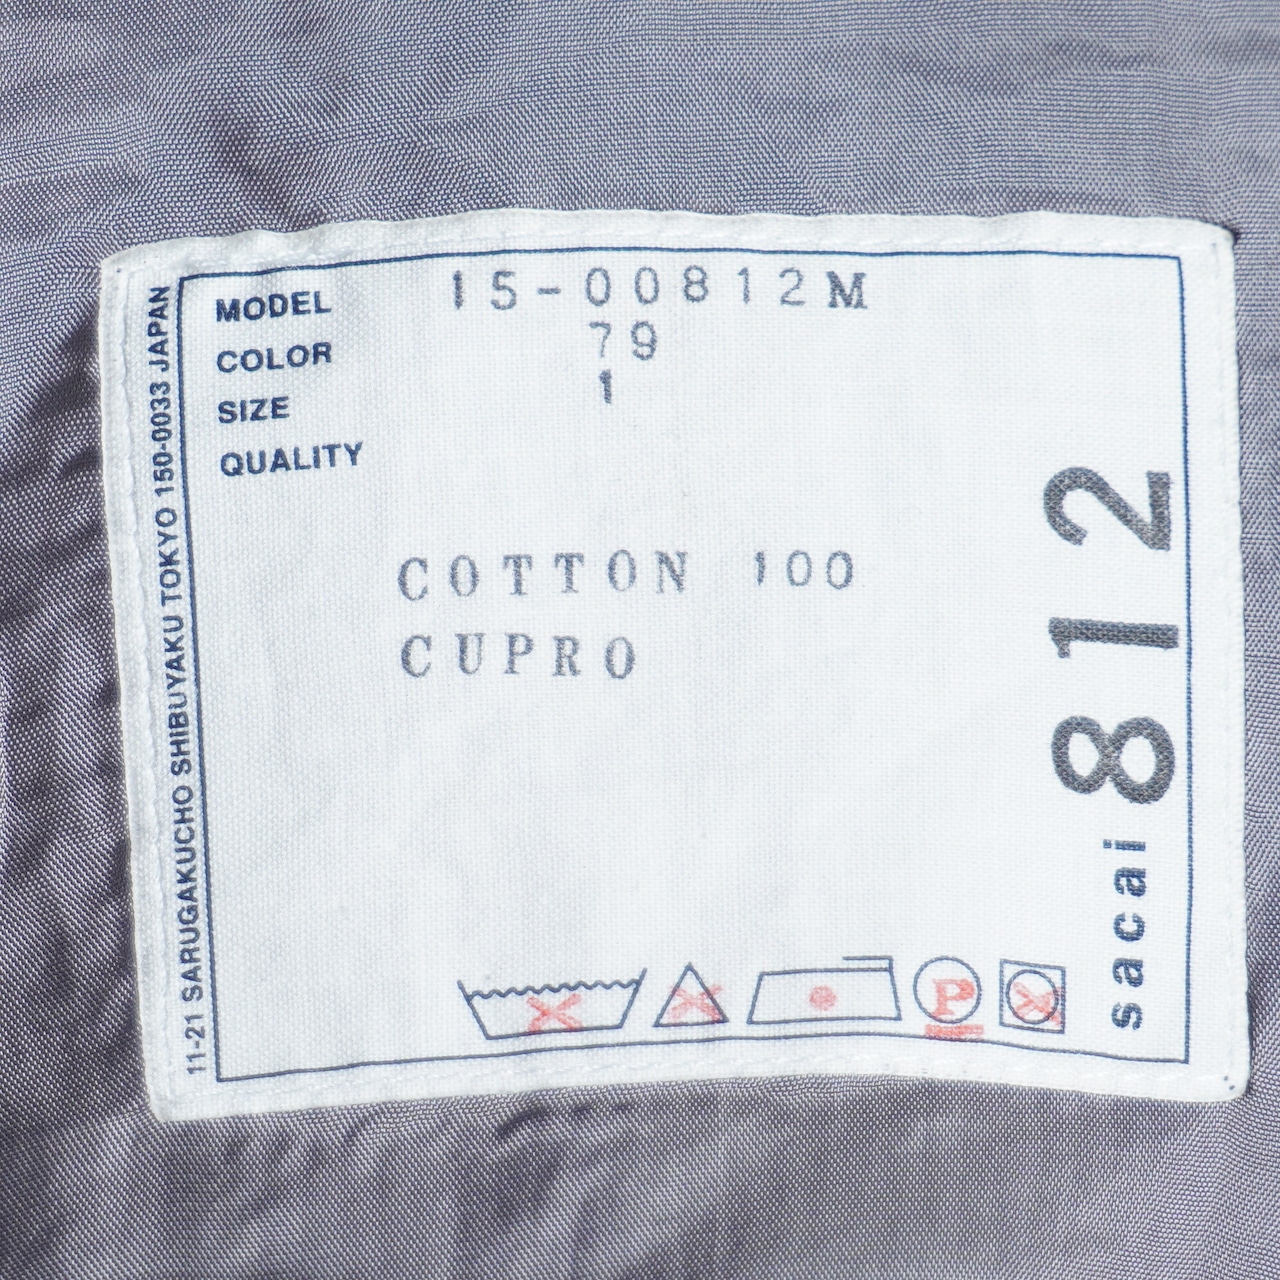 MODEL 15-00812M
COLOR 79
SIZE 1
QUALITY
COTTON 100
CUPRO
P
sacai 812
11-21 SARUGAKUCHO SHIBUYAKU TOKYO 150-0033 JAPAN